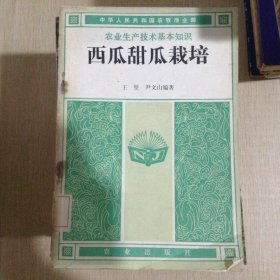 中华人民共和国农牧渔业部
农业生产技术基本知识
西瓜甜瓜栽培
王坚 尹文山编著
NJ
农业出版社